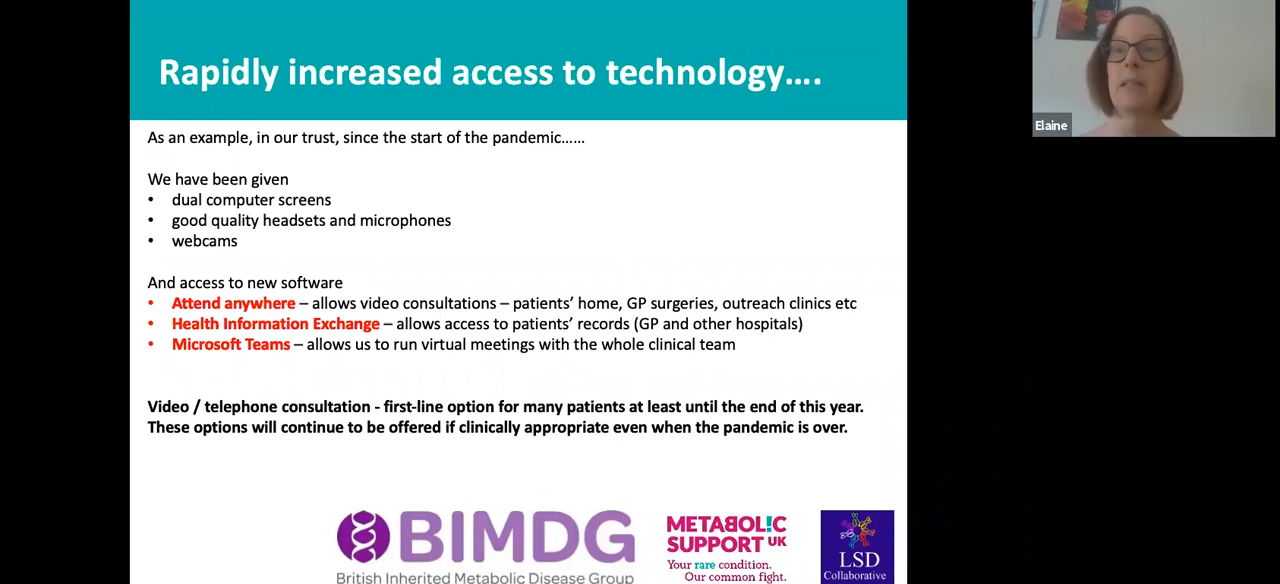 Rapidly increased access to technology....
As an example, in our trust, since the start of the pandemic......
We have been given
• dual computer screens
• good quality headsets and microphones
• webcams
And access to new software
• Attend anywhere – allows video consultations – patients' home, GP surgeries, outreach clinics etc
• Health Information Exchange – allows access to patients' records (GP and other hospitals)
• Microsoft Teams – allows us to run virtual meetings with the whole clinical team
Video / telephone consultation - first-line option for many patients at least until the end of this year.
These options will continue to be offered if clinically appropriate even when the pandemic is over.
BIMDG
British Inherited Metabolic Disease Group
METABOL!C
SUPPORT UK
Your rare condition.
Our common fight.
LSD
Collaborative
Elaine